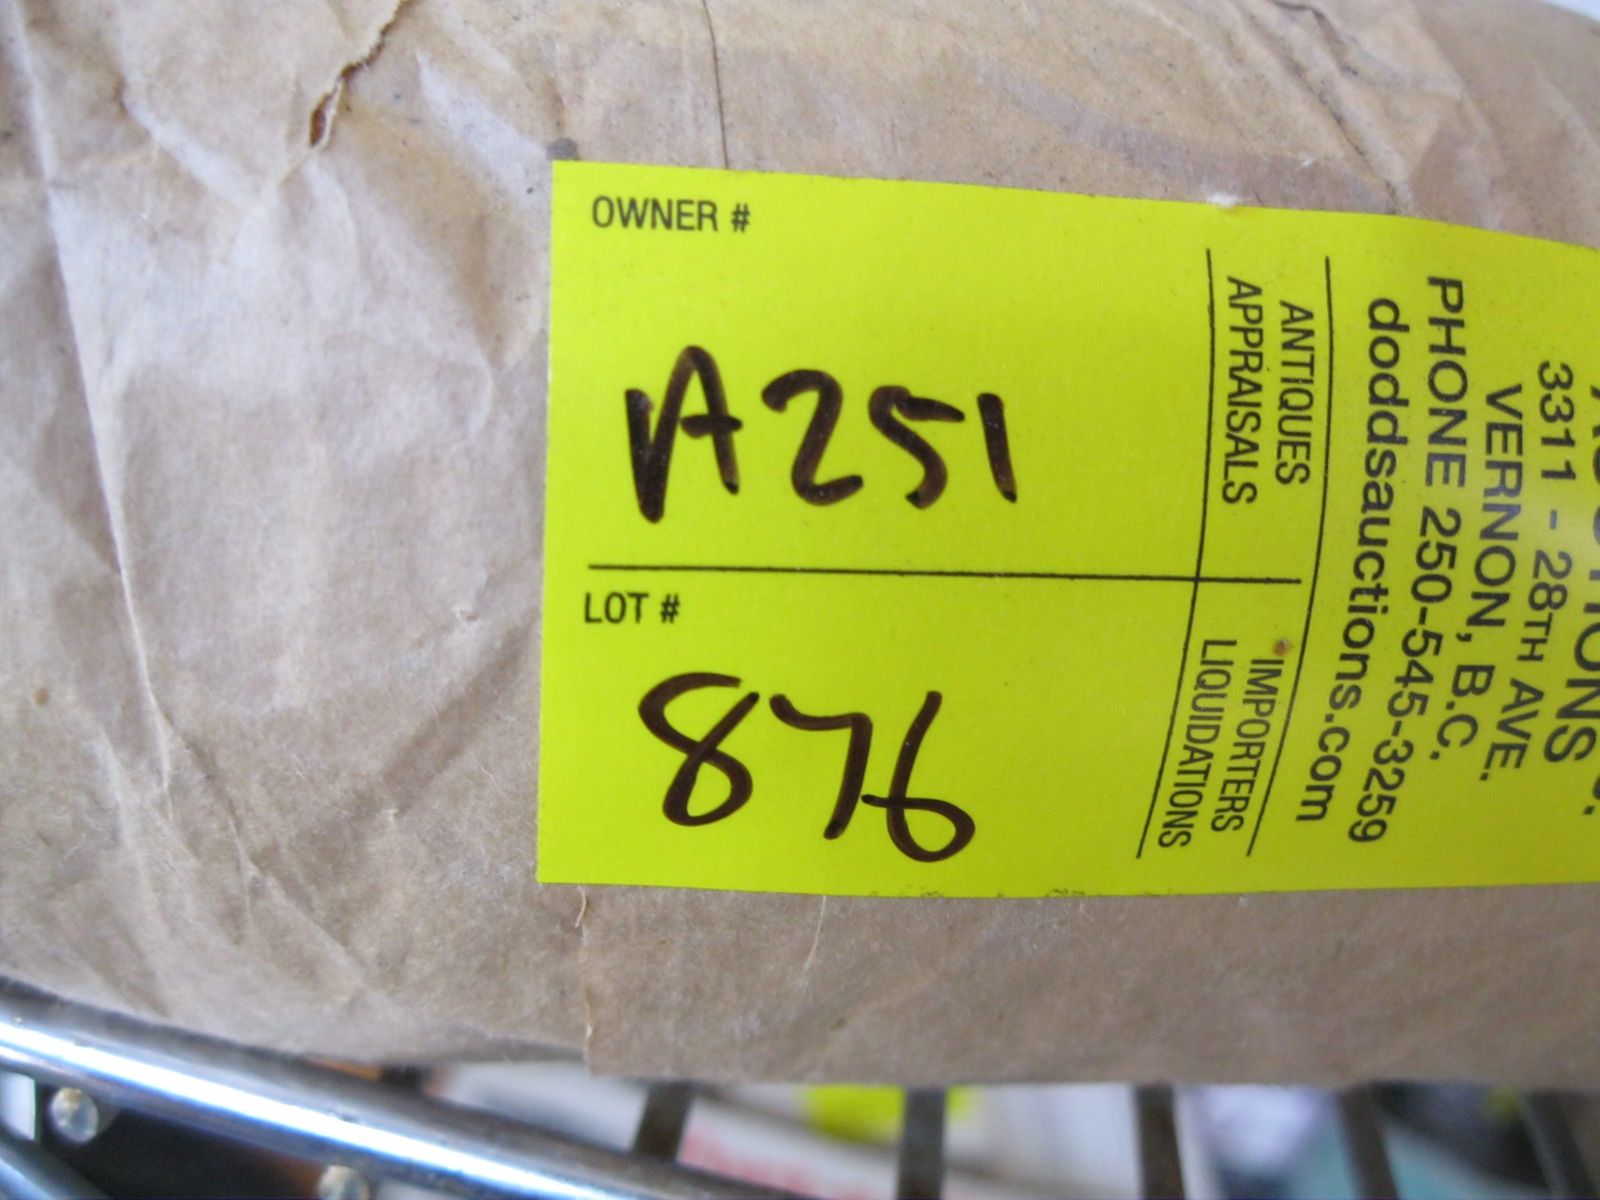 OWNER #
A251
LOT #
876
ANTIQUES
APPRAISALS
IMPORTERS
LIQUIDATIONS
3311 - 28TH AVE.
VERNON, B.C.
PHONE 250-545-3259
doddsauctions.com